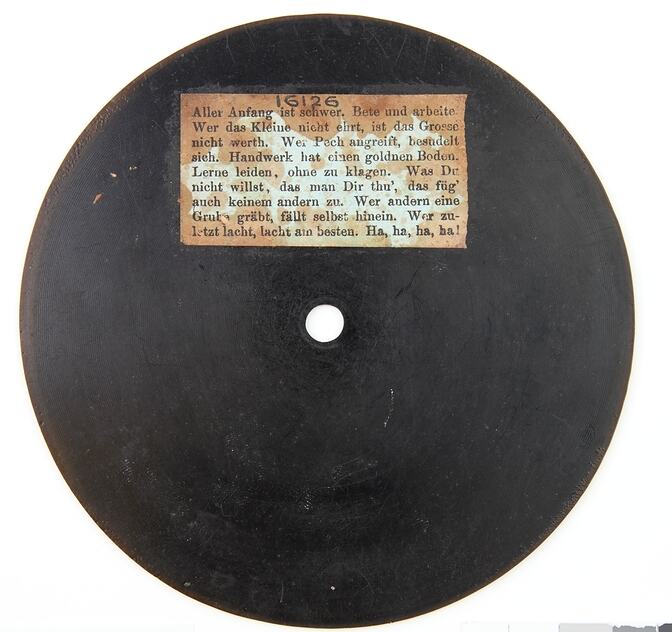 16126
Aller Anfang ist schwer. Bete und arbeite
Wer das Kleine nicht ehrt, ist das Grosse
nicht werth. Wer Pech angreift, besudelt
sich. Handwerk hat einen goldnen Boden.
Lerne leiden, ohne zu klagen. Was Du
nicht willst, das man Dir thu', das füg'
auch keinem andern zu. Wer andern eine
Grube gräbt, fällt selbst hinein. Wer zu-
letzt lacht, lacht am besten. Ha, ha, ha, ha!